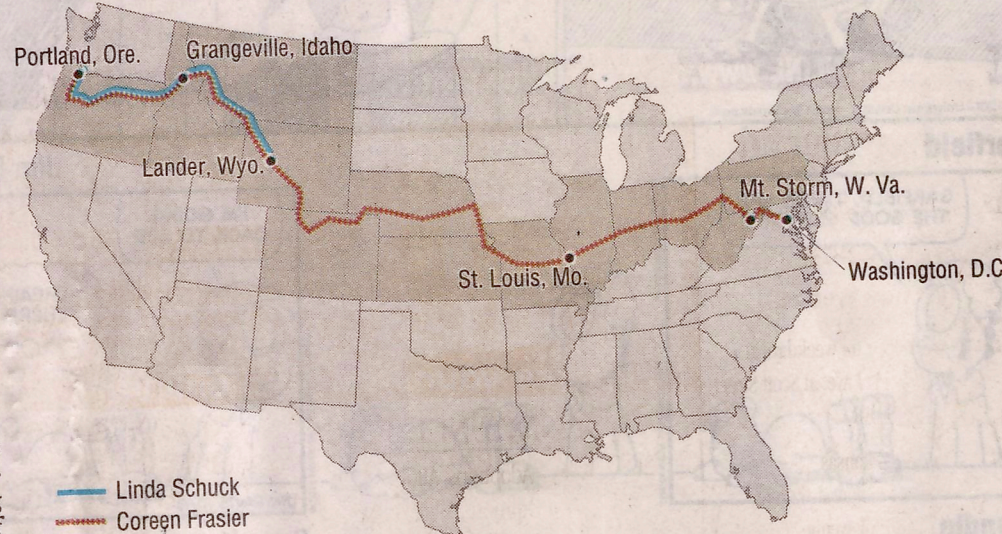 Portland, Ore.
Grangeville, Idaho
Lander, Wyo.
Mt. Storm, W. Va.
St. Louis, Mo.
Washington, D.C
Linda Schuck
Coreen Frasier